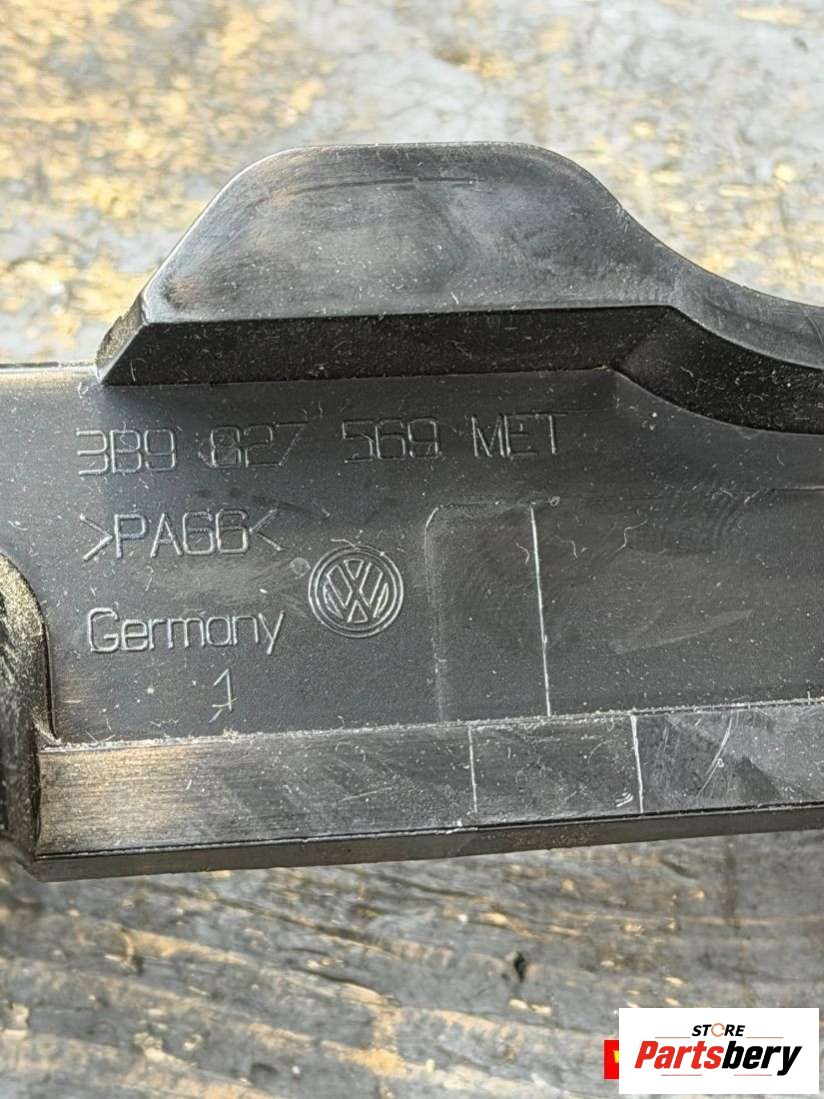 3B9 827 569 MET
>PA66<
Germany
1
STORE
Partsbery